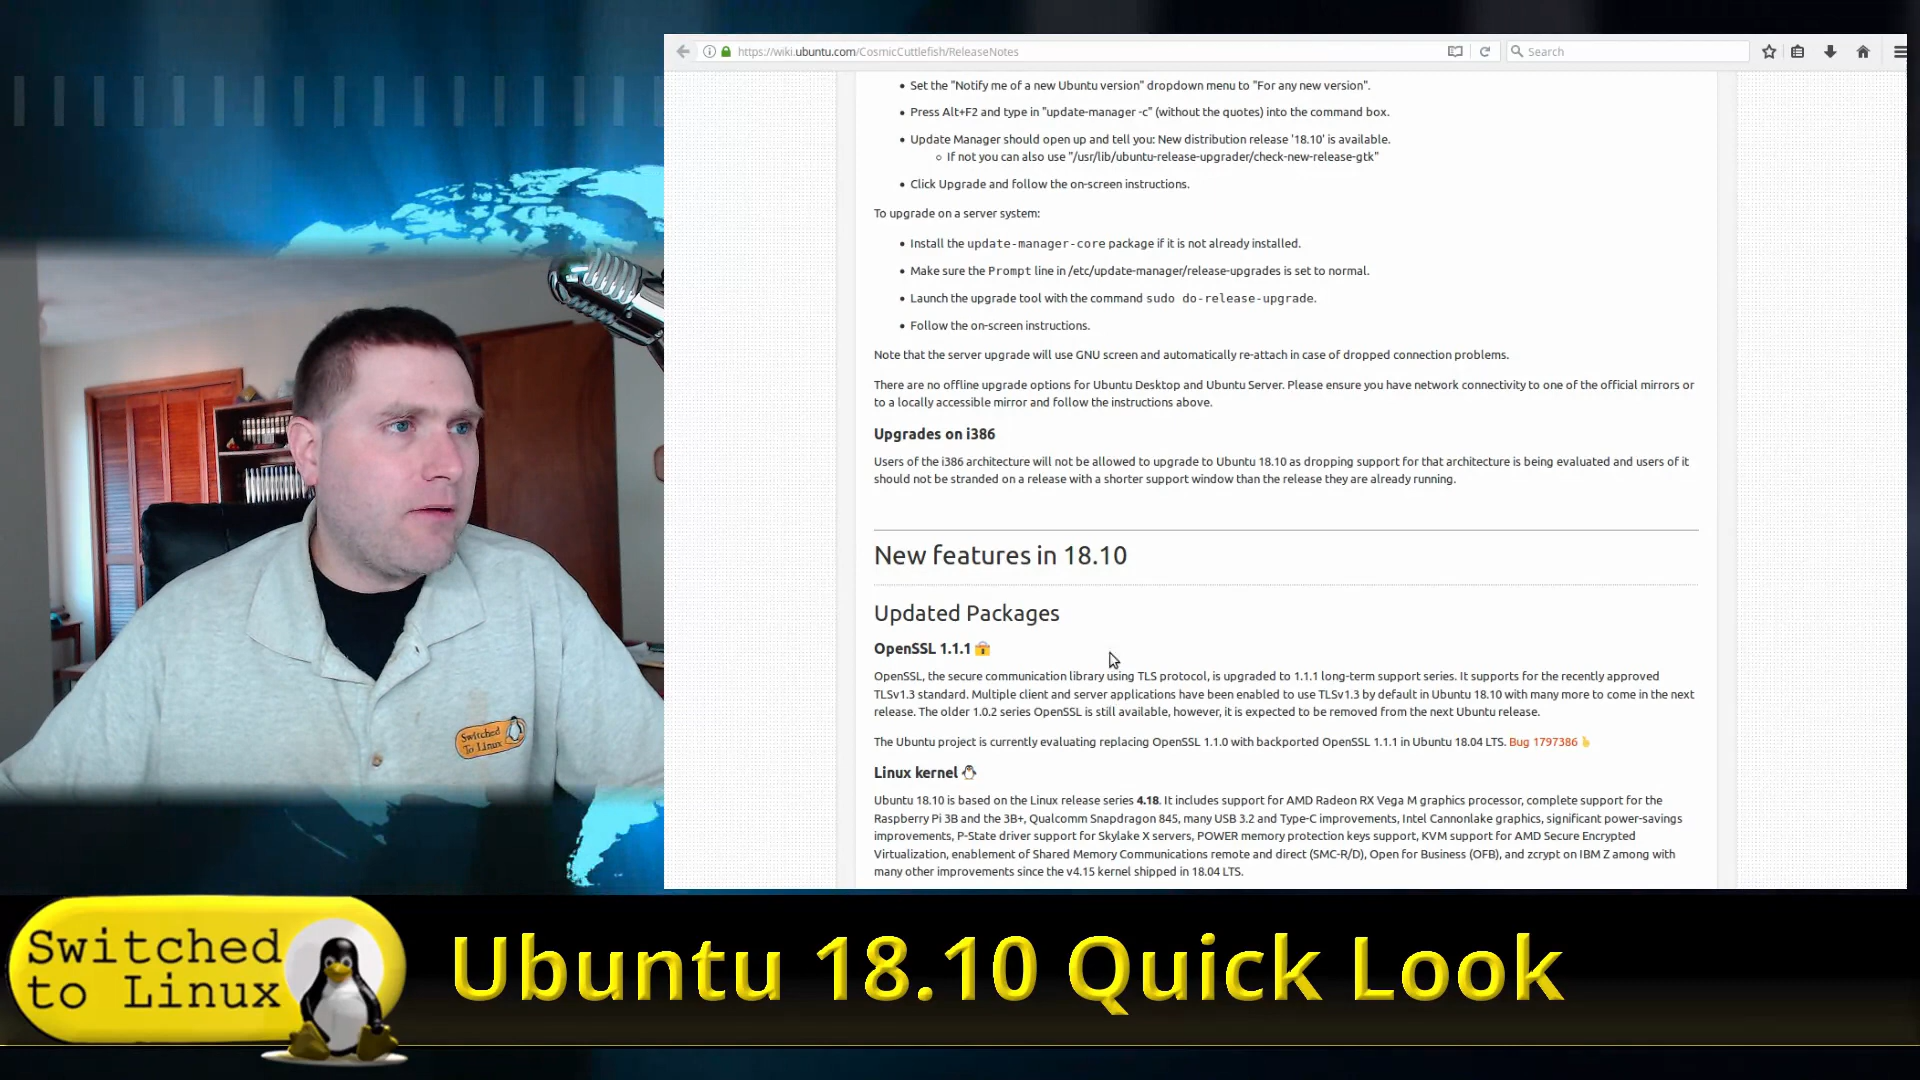 https://wiki.ubuntu.com/CosmicCuttlefish/ReleaseNotes
Search
• Set the "Notify me of a new Ubuntu version" dropdown menu to "For any new version".
• Press Alt+F2 and type in "update-manager -c" (without the quotes) into the command box.
• Update Manager should open up and tell you: New distribution release '18.10' is available.
○ If not you can also use "/usr/lib/ubuntu-release-upgrader/check-new-release-gtk"
• Click Upgrade and follow the on-screen instructions.
To upgrade on a server system:
• Install the update-manager-core package if it is not already installed.
• Make sure the Prompt line in /etc/update-manager/release-upgrades is set to normal.
• Launch the upgrade tool with the command sudo do-release-upgrade.
• Follow the on-screen instructions.
Note that the server upgrade will use GNU screen and automatically re-attach in case of dropped connection problems.
There are no offline upgrade options for Ubuntu Desktop and Ubuntu Server. Please ensure you have network connectivity to one of the official mirrors or
to a locally accessible mirror and follow the instructions above.
Upgrades on i386
Users of the i386 architecture will not be allowed to upgrade to Ubuntu 18.10 as dropping support for that architecture is being evaluated and users of it
should not be stranded on a release with a shorter support window than the release they are already running.
New features in 18.10
Updated Packages
OpenSSL 1.1.1
OpenSSL, the secure communication library using TLS protocol, is upgraded to 1.1.1 long-term support series. It supports for the recently approved
TLSv1.3 standard. Multiple client and server applications have been enabled to use TLSv1.3 by default in Ubuntu 18.10 with many more to come in the next
release. The older 1.0.2 series OpenSSL is still available, however, it is expected to be removed from the next Ubuntu release.
The Ubuntu project is currently evaluating replacing OpenSSL 1.1.0 with backported OpenSSL 1.1.1 in Ubuntu 18.04 LTS. Bug 1797386
Linux kernel
Ubuntu 18.10 is based on the Linux release series 4.18. It includes support for AMD Radeon RX Vega M graphics processor, complete support for the
Raspberry Pi 3B and the 3B+, Qualcomm Snapdragon 845, many USB 3.2 and Type-C improvements, Intel Cannonlake graphics, significant power-savings
improvements, P-State driver support for Skylake X servers, POWER memory protection keys support, KVM support for AMD Secure Encrypted
Virtualization, enablement of Shared Memory Communications remote and direct (SMC-R/D), Open for Business (OFB), and zcrypt on IBM Z among with
many other improvements since the v4.15 kernel shipped in 18.04 LTS.
Switched
To Linux
Switched
to Linux
Ubuntu 18.10 Quick Look